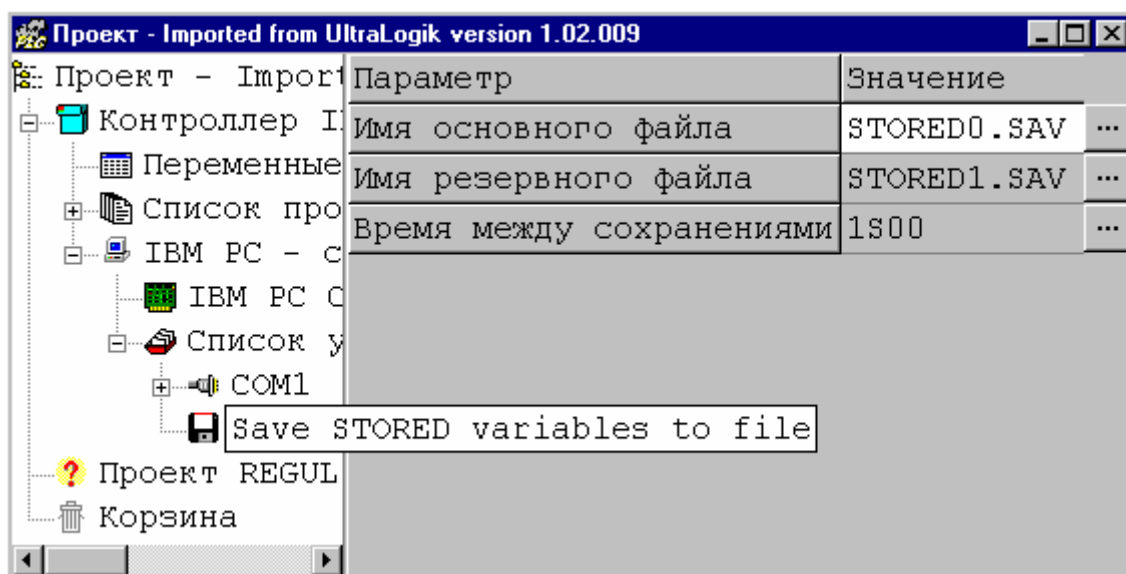 Проект - Imported from UltraLogik version 1.02.009
Проект - Import
Контроллер I
Переменные
Список про
IBM PC - с
IBM PC C
Список у
COM1
Save STORED variables to file
Проект REGUL
Корзина
Параметр Значение
Имя основного файла STORED0.SAV ...
Имя резервного файла STORED1.SAV ...
Время между сохранениями 1S00 ...